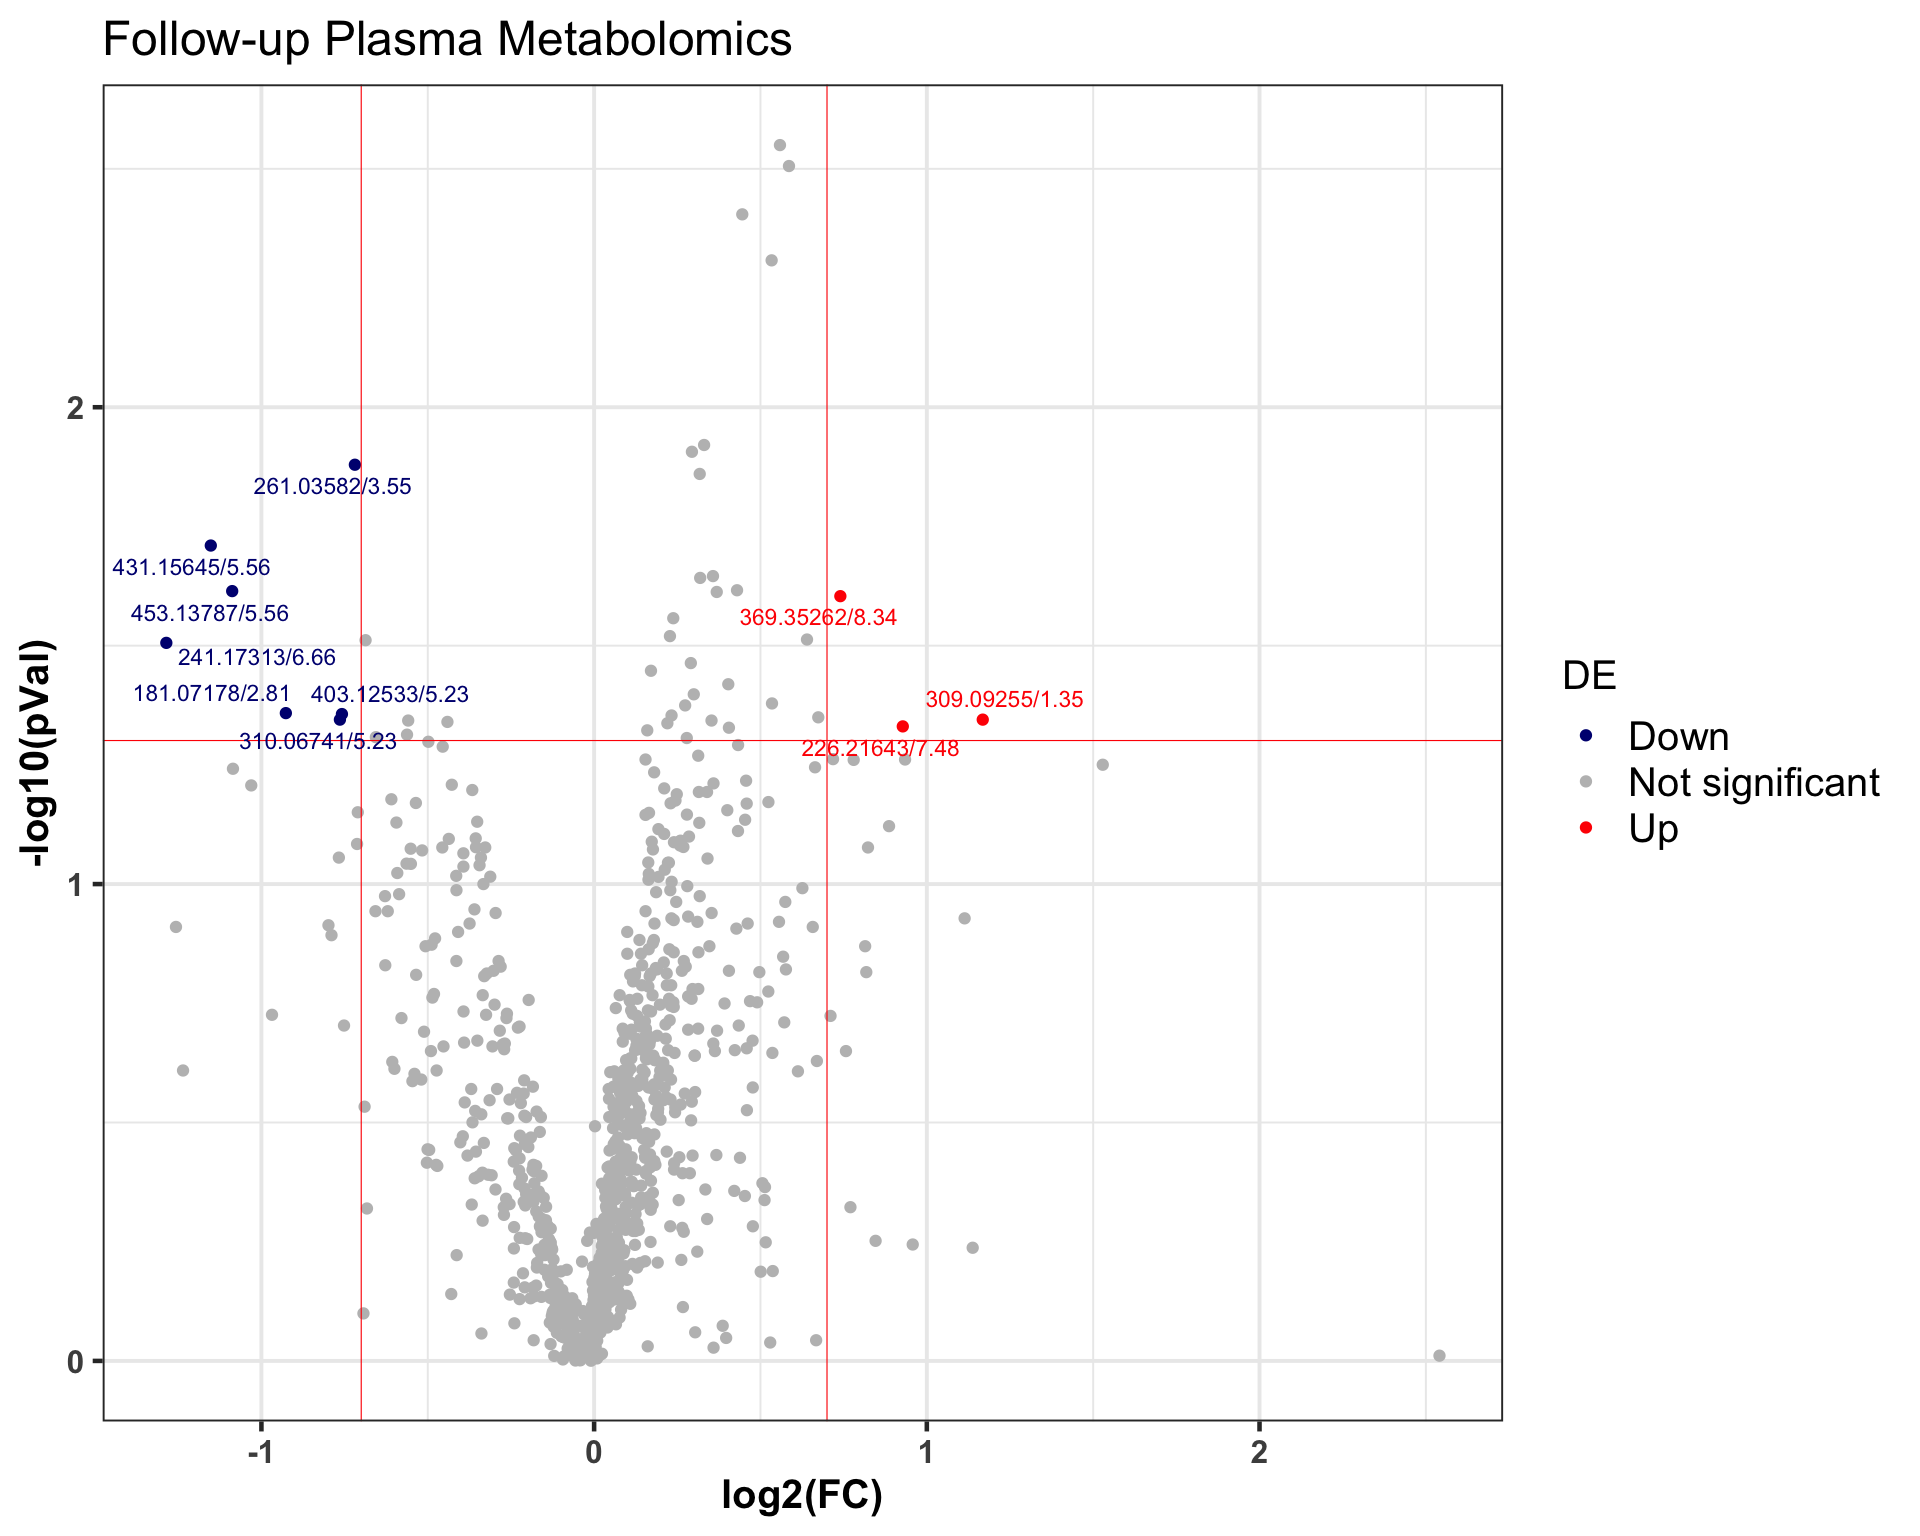 Follow-up Plasma Metabolomics
-log10(pVal)
2
1
0
261.03582/3.55
431.15645/5.56
453.13787/5.56
241.17313/6.66
181.07178/2.81
403.12533/5.23
310.06741/5.23
369.35262/8.34
309.09255/1.35
226.21643/7.48
-1
0
1
2
log2(FC)
DE
Down
Not significant
Up